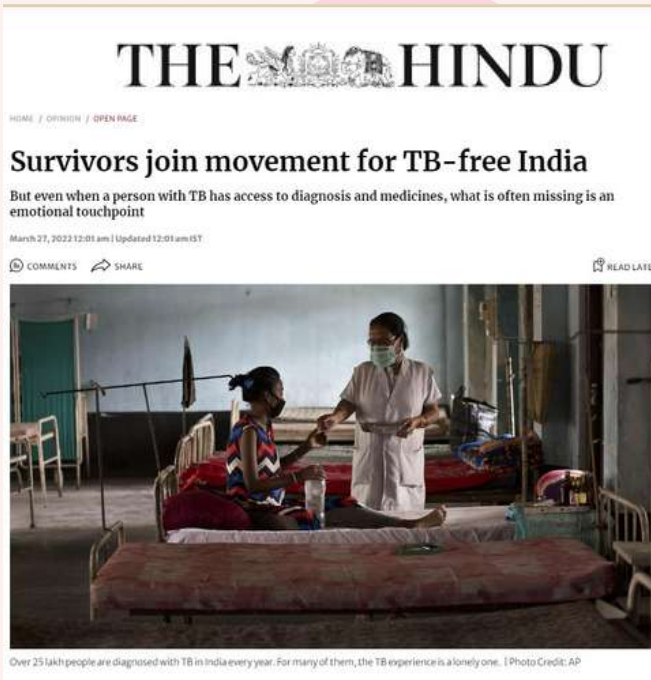 THE HINDU
HOME / OPINION / OPEN PAGE
Survivors join movement for TB-free India
But even when a person with TB has access to diagnosis and medicines, what is often missing is an
emotional touchpoint
March 27, 2022 12:01 am | Updated 12:01 am IST
COMMENTS SHARE READ LATE
Over 25 lakh people are diagnosed with TB in India every year. For many of them, the TB experience is a lonely one. | Photo Credit: AP